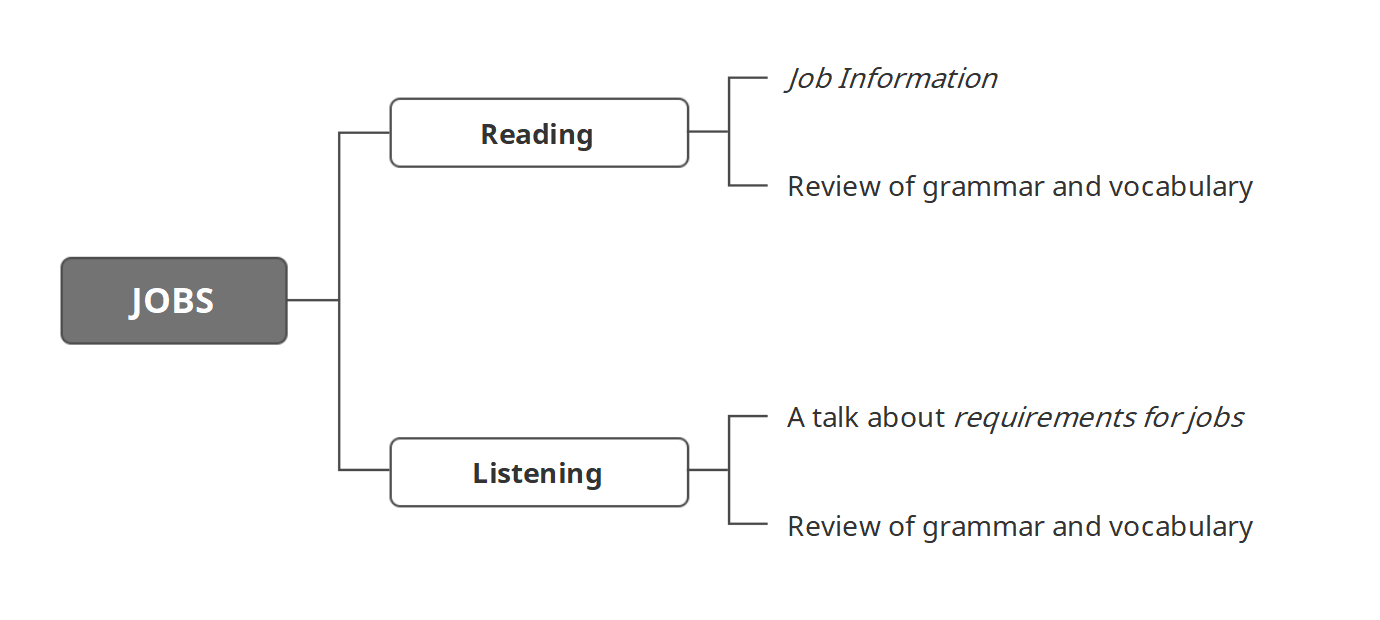 JOBS
Reading
Job Information
Review of grammar and vocabulary
Listening
A talk about requirements for jobs
Review of grammar and vocabulary